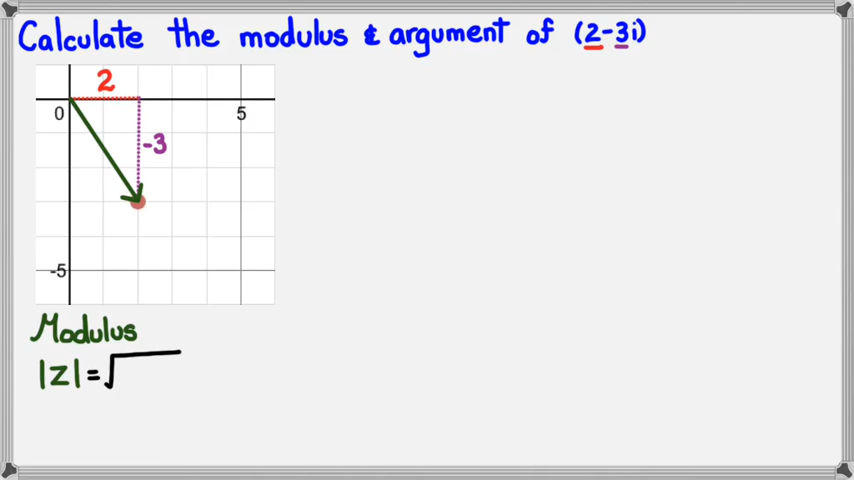 Calculate the modulus & argument of (2-3i)
2
0
5
-3
-5
Modulus
|z|=√